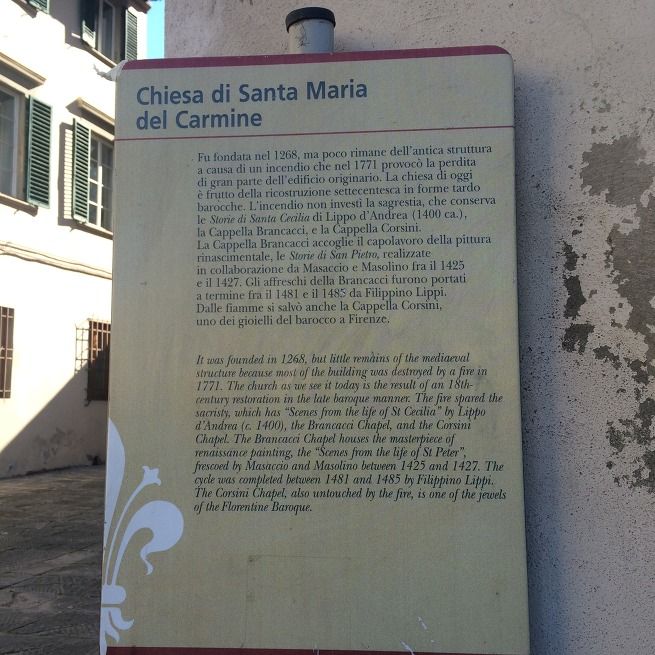 Chiesa di Santa Maria
del Carmine
Fu fondata nel 1268, ma poco rimane dell'antica struttura
a causa di un incendio che nel 1771 provocò la perdita
di gran parte dell'edificio originario. La chiesa di oggi
è frutto della ricostruzione settecentesca in forme tardo
barocche. L'incendio non investì la sagrestia, che conserva
le Storie di Santa Cecilia di Lippo d'Andrea (1400 ca.),
la Cappella Brancacci, e la Cappella Corsini.
La Cappella Brancacci accoglie il capolavoro della pittura
rinascimentale, le Storie di San Pietro, realizzate
in collaborazione da Masaccio e Masolino fra il 1425
e il 1427. Gli affreschi della Brancacci furono portati
a termine fra il 1481 e il 1485 da Filippino Lippi.
Dalle fiamme si salvò anche la Cappella Corsini,
uno dei gioielli del barocco a Firenze.
It was founded in 1268, but little remains of the mediaeval
structure because most of the building was destroyed by a fire in
1771. The church as we see it today is the result of an 18th-
century restoration in the late baroque manner. The fire spared the
sacristy, which has "Scenes from the life of St Cecilia" by Lippo
d'Andrea (c. 1400), the Brancacci Chapel, and the Corsini
Chapel. The Brancacci Chapel houses the masterpiece of
renaissance painting, the "Scenes from the life of St Peter",
frescoed by Masaccio and Masolino between 1425 and 1427. The
cycle was completed between 1481 and 1485 by Filippino Lippi.
The Corsini Chapel, also untouched by the fire, is one of the jewels
of the Florentine Baroque.